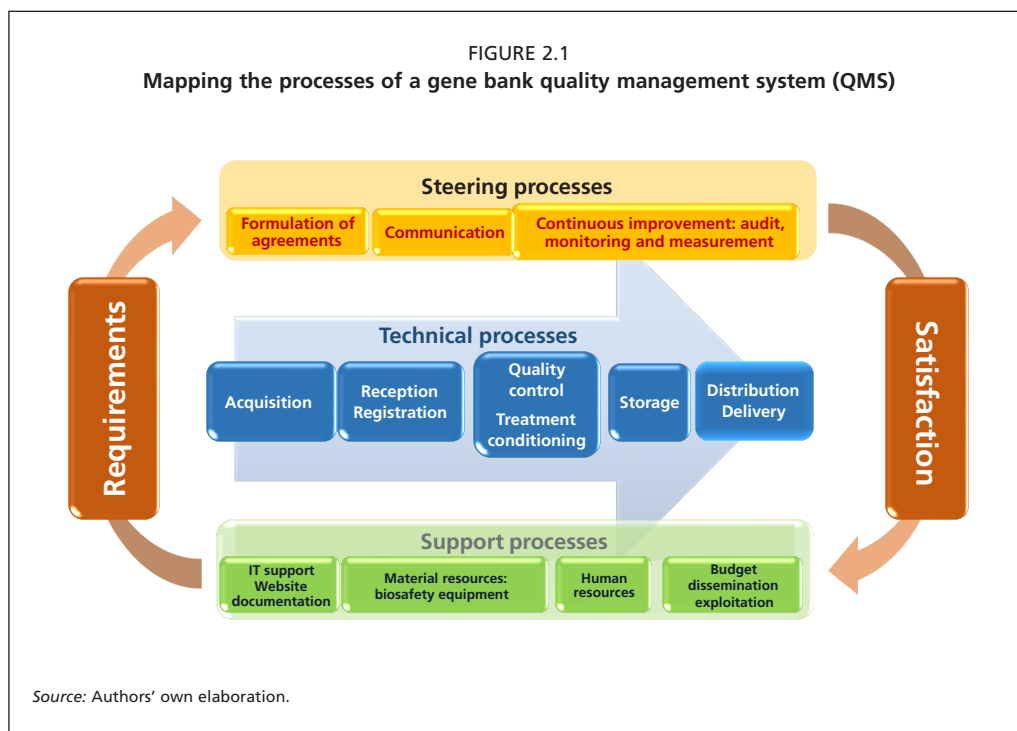 FIGURE 2.1
Mapping the processes of a gene bank quality management system (QMS)
Steering processes
Formulation of
agreements
Communication
Continuous improvement: audit,
monitoring and measurement
Requirements
Technical processes
Acquisition
Reception
Registration
Quality
control
Treatment
conditioning
Storage
Distribution
Delivery
Satisfaction
Support processes
IT support
Website
documentation
Material resources:
biosafety equipment
Human
resources
Budget
dissemination
exploitation
Source: Authors' own elaboration.